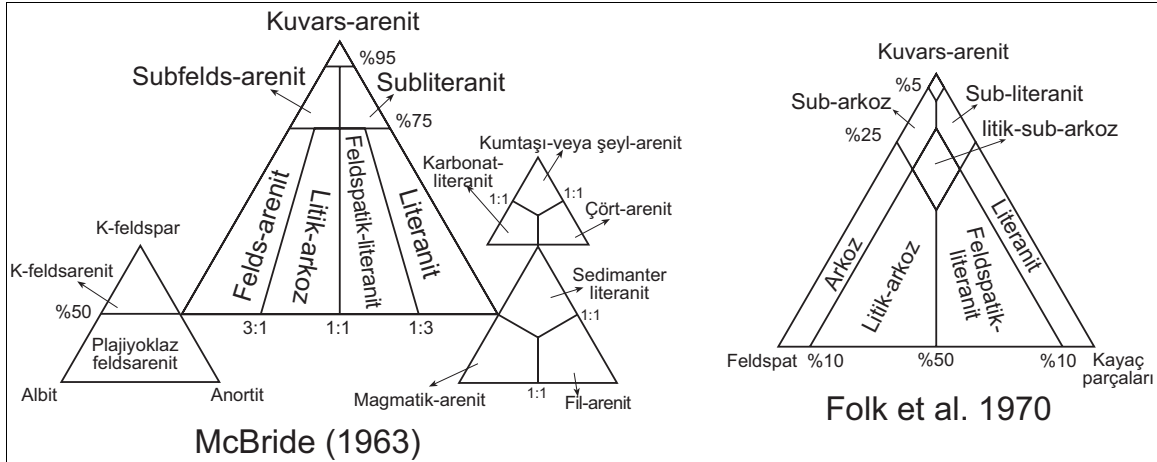 Kuvars-arenit
%95
Subfelds-arenit
Subliteranit
%75
Felds-arenit
Litik-arkoz
Feldspatik-literanit
Literanit
3:1
1:1
1:3
K-feldspar
K-feldsarenit
%50
Plajiyoklaz
feldsarenit
Albit
Anortit
Kumtaşı-veya şeyl-arenit
Karbonat-
literanit
1:1
1:1
Çört-arenit
Sedimanter
literanit
1:1
Magmatik-arenit
1:1
Fil-arenit
McBride (1963)
Kuvars-arenit
%5
Sub-arkoz
Sub-literanit
%25
litik-sub-arkoz
Arkoz
Litik-arkoz
Feldspatik-
literanit
Literanit
Feldspat
%10
%50
%10
Kayaç
parçaları
Folk et al. 1970